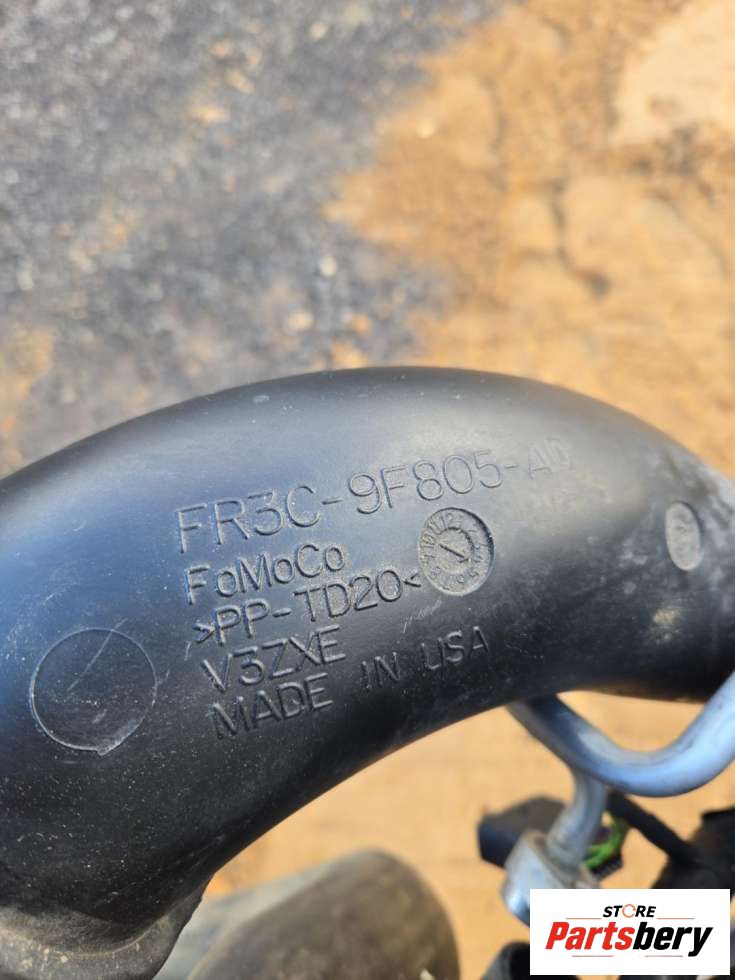 FR3C-9F805-AD
FoMoCo
>PP-TD20<
V3ZXE
MADE IN USA
STORE
Partsbery